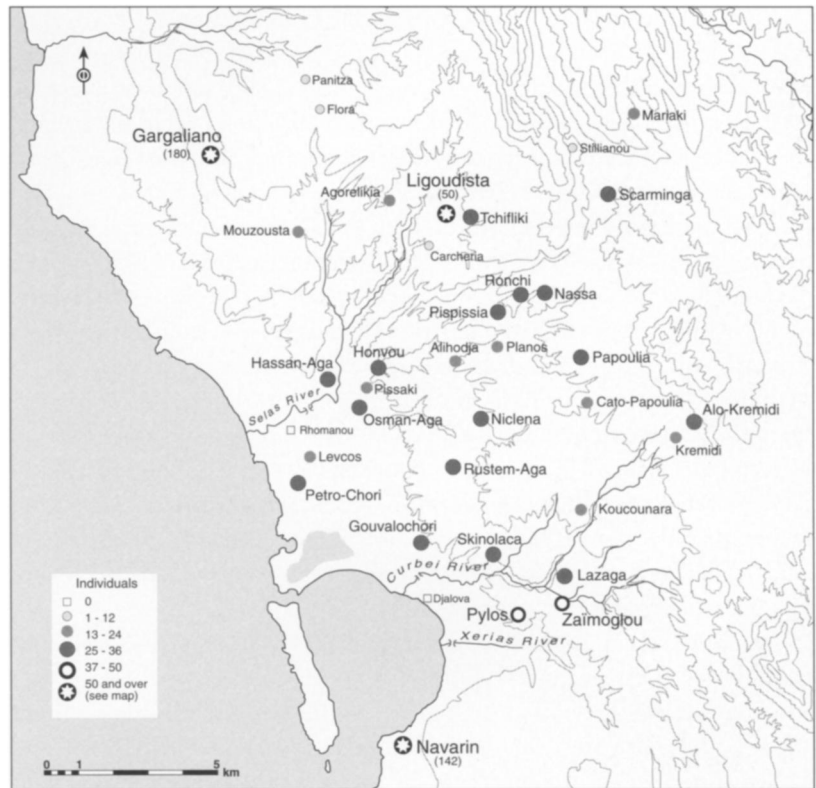 Panitza
Flora
Mariaki
Gargaliano
(180)
Stillianou
Ligoudista
(50)
Agorelikia
Scarminga
Tchifliki
Mouzousta
Carcheria
Ronchi
Nassa
Pispissia
Honvou
Alihodja
Planos
Papoulia
Hassan-Aga
Pissaki
Selas River
Cato-Papoulia
Alo-Kremidi
Osman-Aga
Niclena
Rhomanou
Kremidi
Levcos
Rustem-Aga
Petro-Chori
Koucounara
Gouvalochori
Skinolaca
Curbei River
Lazaga
Djalova
Pylos
Zaïmoglou
Xerias River
Individuals
0
1 - 12
13 - 24
25 - 36
37 - 50
50 and over
(see map)
Navarin
(142)
0 1 5
km